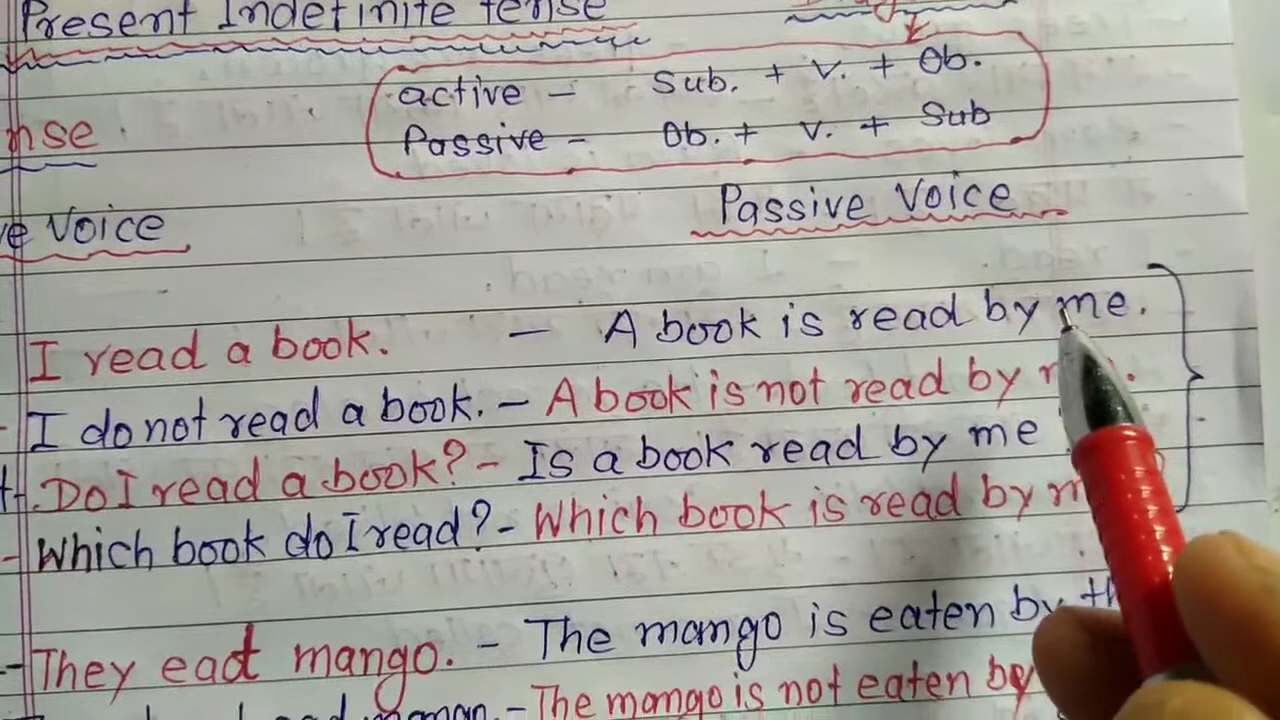 Present Indefinite tense
active - Sub. + v. + Ob.
nse
Passive - Ob. + v. + Sub
ve Voice Passive Voice
I read a book. - A book is read by me.
I do not read a book. - A book is not read by
Do I read a book? - Is a book read by me
Which book do I read? - Which book is read by
They eat mango. - The mango is eaten by
- The mango is not eaten by